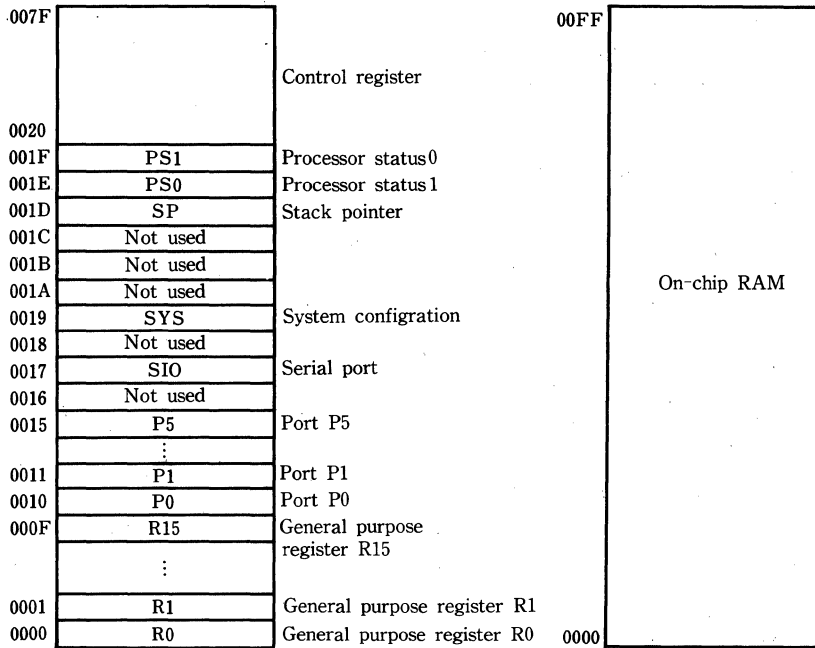 007F
Control register
0020
001F PS1 Processor status0
001E PS0 Processor status1
001D SP Stack pointer
001C Not used
001B Not used
001A Not used
0019 SYS System configration
0018 Not used
0017 SIO Serial port
0016 Not used
0015 P5 Port P5
⋮
0011 P1 Port P1
0010 P0 Port P0
000F R15 General purpose
register R15
⋮
0001 R1 General purpose register R1
0000 R0 General purpose register R0
00FF
On-chip RAM
0000